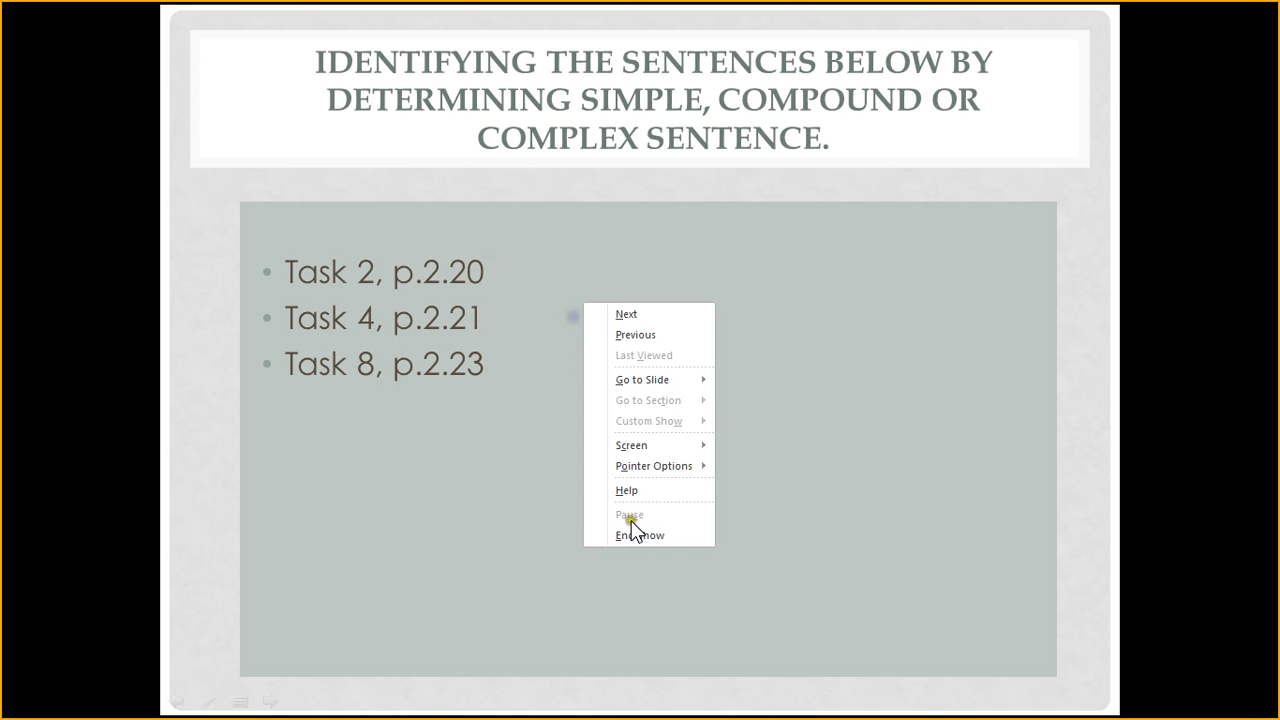 IDENTIFYING THE SENTENCES BELOW BY
DETERMINING SIMPLE, COMPOUND OR
COMPLEX SENTENCE.
• Task 2, p.2.20
• Task 4, p.2.21
• Task 8, p.2.23
Next
Previous
Last Viewed
Go to Slide
Go to Section
Custom Show
Screen
Pointer Options
Help
Pause
End Show